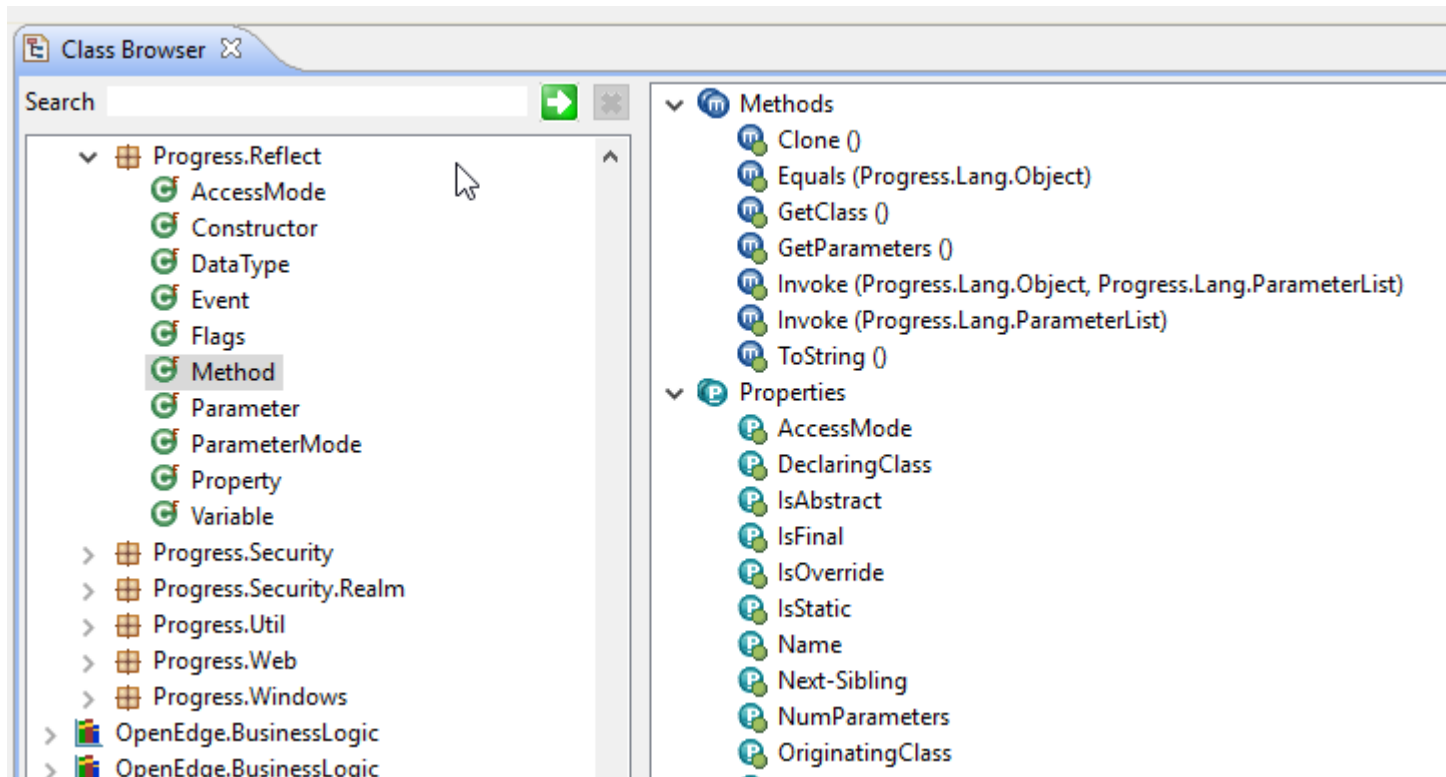 Class Browser
Search
Progress.Reflect
AccessMode
Constructor
DataType
Event
Flags
Method
Parameter
ParameterMode
Property
Variable
Progress.Security
Progress.Security.Realm
Progress.Util
Progress.Web
Progress.Windows
OpenEdge.BusinessLogic
OpenEdge.BusinessLogic
Methods
Clone ()
Equals (Progress.Lang.Object)
GetClass ()
GetParameters ()
Invoke (Progress.Lang.Object, Progress.Lang.ParameterList)
Invoke (Progress.Lang.ParameterList)
ToString ()
Properties
AccessMode
DeclaringClass
IsAbstract
IsFinal
IsOverride
IsStatic
Name
Next-Sibling
NumParameters
OriginatingClass